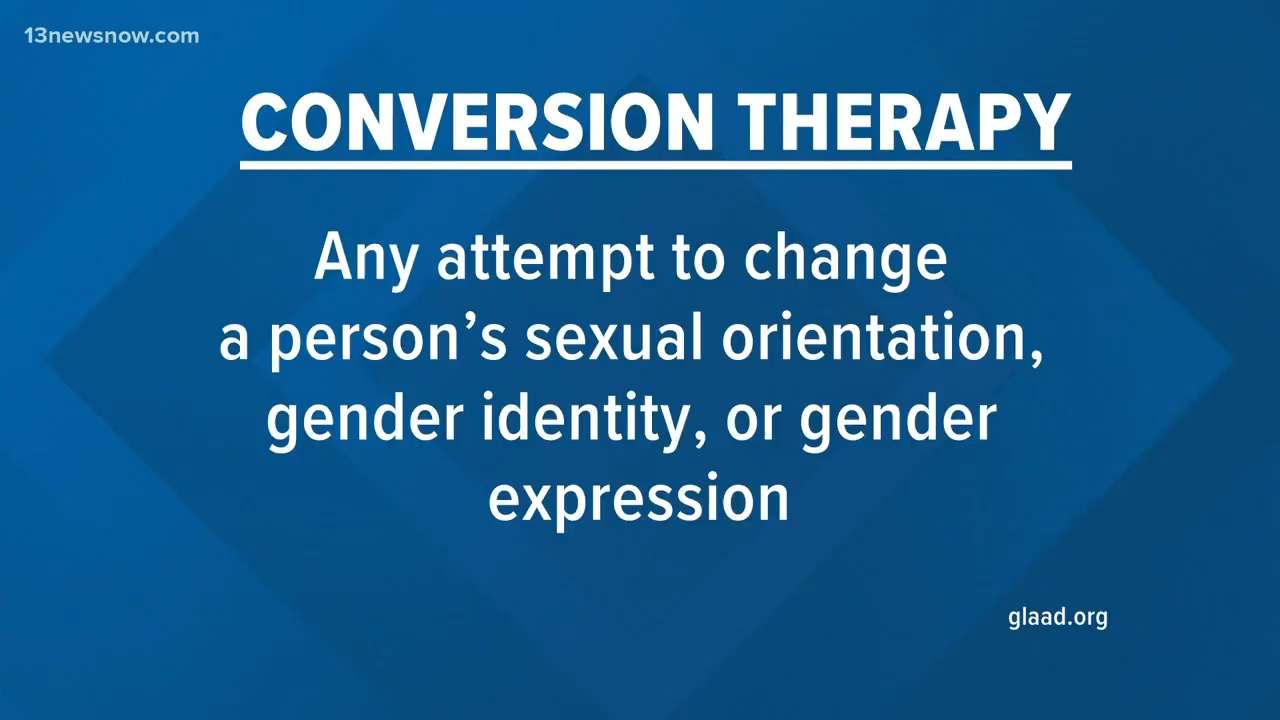 13newsnow.com
CONVERSION THERAPY
Any attempt to change
a person’s sexual orientation,
gender identity, or gender
expression
glaad.org